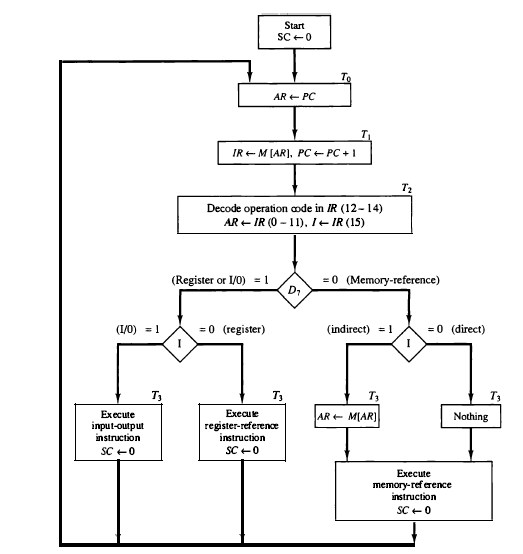 Start
SC ← 0
T0
AR ← PC
T1
IR ← M [AR], PC ← PC + 1
T2
Decode operation code in IR (12 – 14)
AR ← IR (0 – 11), I ← IR (15)
(Register or I/0) = 1
D7
= 0 (Memory-reference)
(I/0) = 1
I
= 0 (register)
(indirect) = 1
I
= 0 (direct)
T3
T3
T3
T3
Execute
input-output
instruction
SC ← 0
Execute
register-reference
instruction
SC ← 0
AR ← M[AR]
Nothing
Execute
memory-reference
instruction
SC ← 0